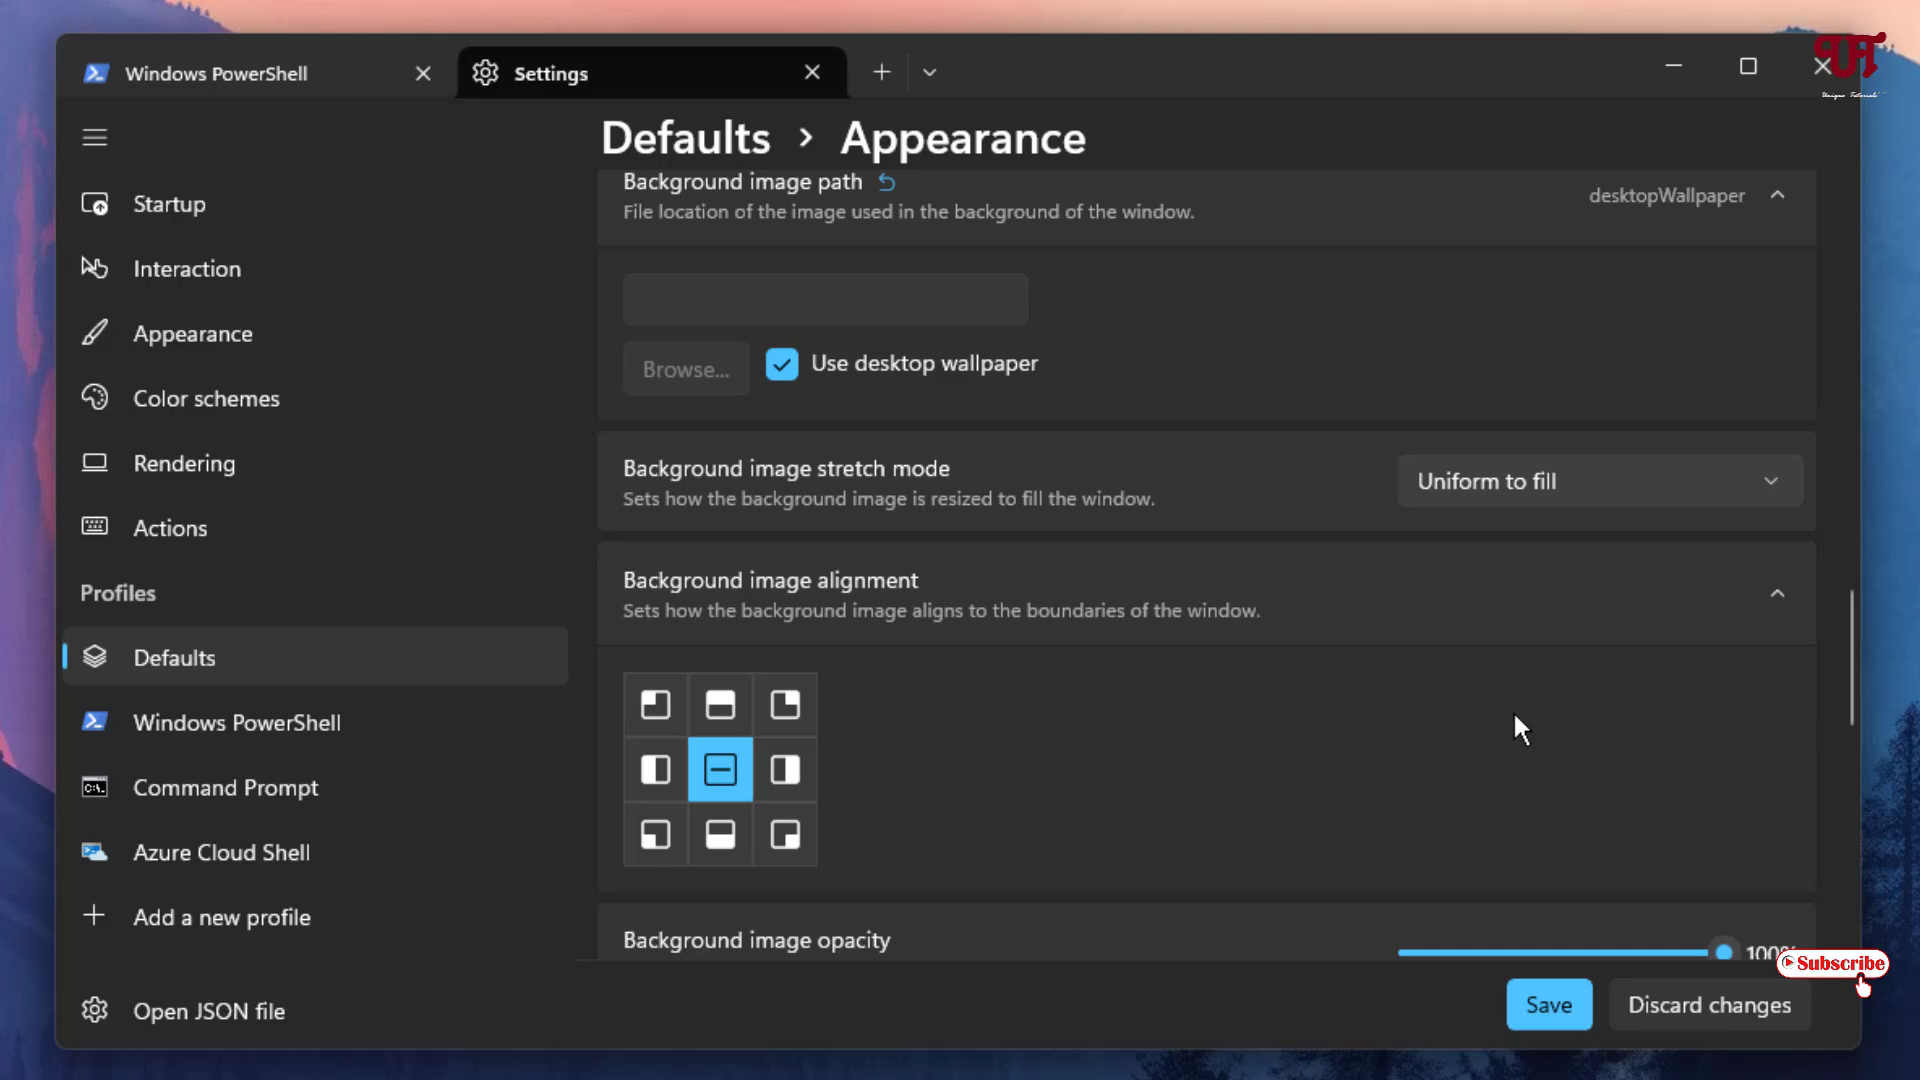 Windows PowerShell
Settings
UT
Unique Tutorials
Defaults > Appearance
Startup
Interaction
Appearance
Color schemes
Rendering
Actions
Profiles
Defaults
Windows PowerShell
Command Prompt
Azure Cloud Shell
Add a new profile
Open JSON file
Background image path
File location of the image used in the background of the window.
desktopWallpaper
Browse...
Use desktop wallpaper
Background image stretch mode
Sets how the background image is resized to fill the window.
Uniform to fill
Background image alignment
Sets how the background image aligns to the boundaries of the window.
Background image opacity
100%
Subscribe
Save
Discard changes